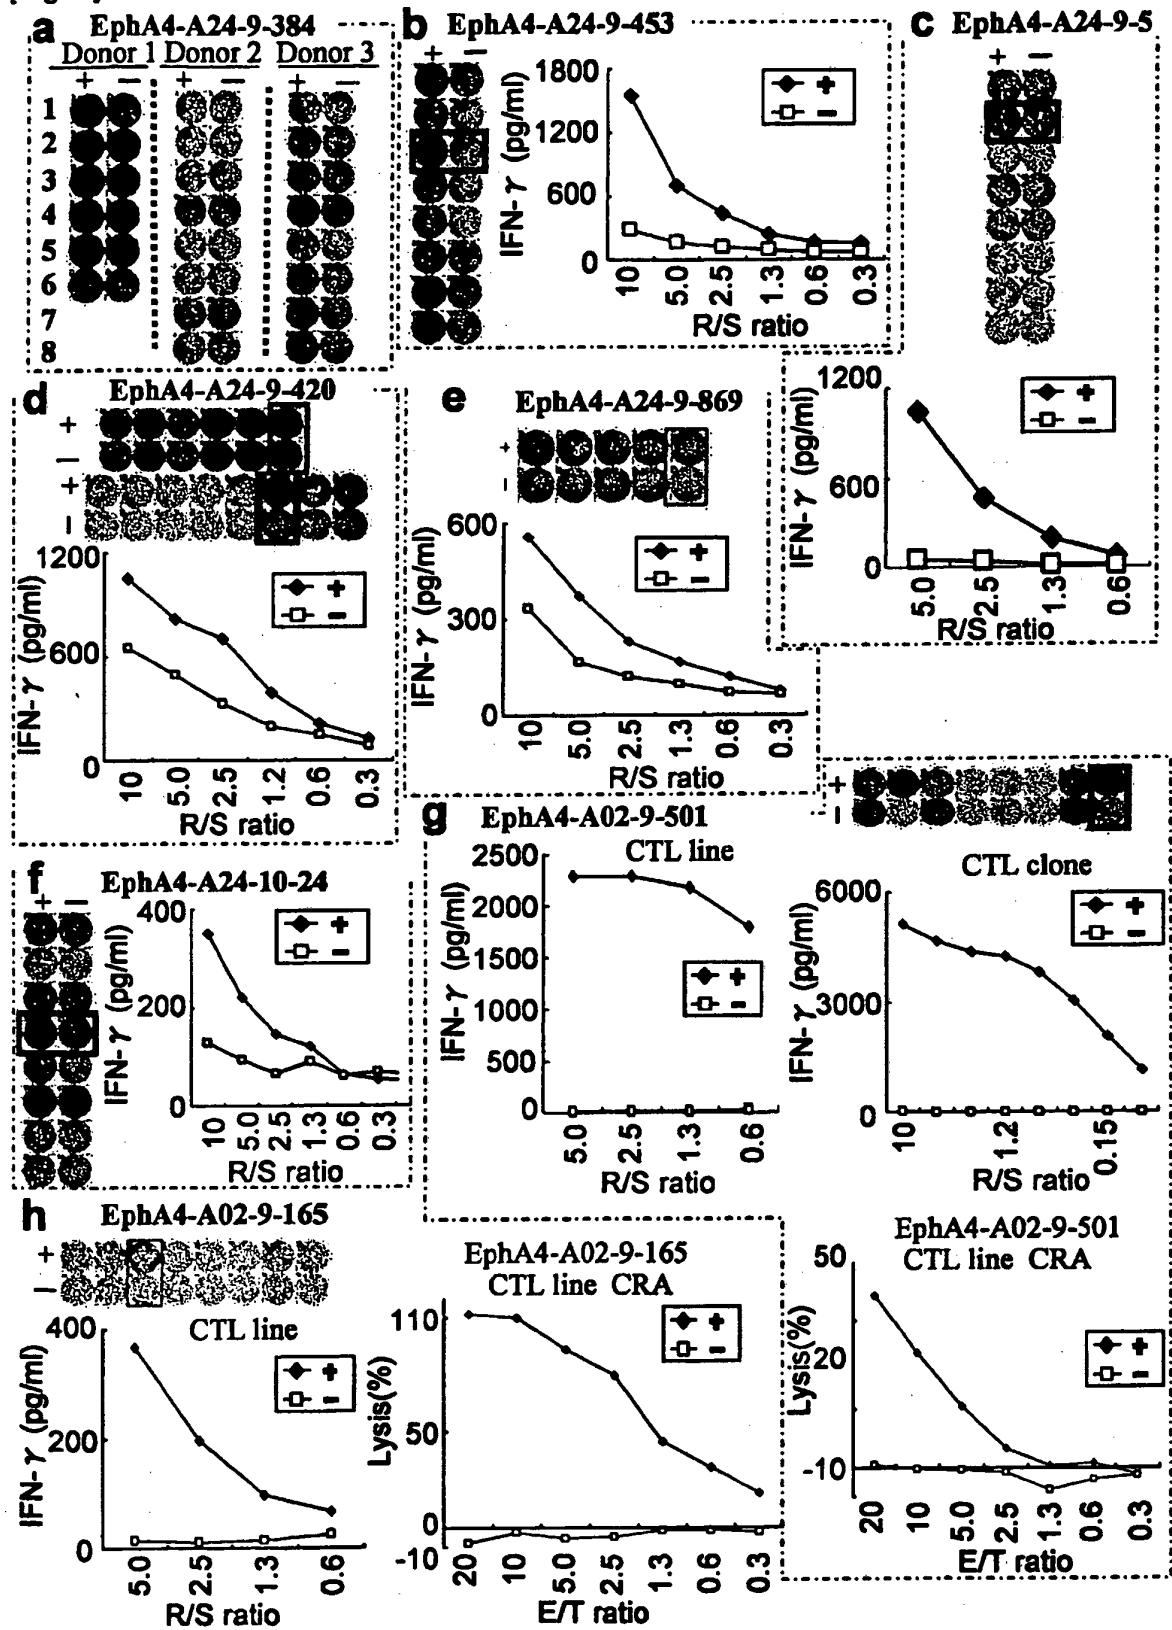 a EphA4-A24-9-384
Donor 1 Donor 2 Donor 3
+ − + − + −
1
2
3
4
5
6
7
8
b EphA4-A24-9-453
+ −
1800
1200
600
0
IFN-γ (pg/ml)
+
−
10 5.0 2.5 1.3 0.6 0.3
R/S ratio
c EphA4-A24-9-5
+ −
1200
600
0
IFN-γ (pg/ml)
+
−
5.0 2.5 1.3 0.6
R/S ratio
d EphA4-A24-9-420
+
−
+
−
1200
600
0
IFN-γ (pg/ml)
+
−
10 5.0 2.5 1.2 0.6 0.3
R/S ratio
e EphA4-A24-9-869
+
−
600
300
0
IFN-γ (pg/ml)
+
−
10 5.0 2.5 1.3 0.6 0.3
R/S ratio
f EphA4-A24-10-24
+ −
400
200
0
IFN-γ (pg/ml)
+
−
10 5.0 2.5 1.3 0.6 0.3
R/S ratio
g EphA4-A02-9-501
CTL line
2500
2000
1500
1000
500
0
IFN-γ (pg/ml)
+
−
5.0 2.5 1.3 0.6
R/S ratio
+
−
CTL clone
6000
3000
0
IFN-γ (pg/ml)
+
−
10 1.2 0.15
R/S ratio
EphA4-A02-9-501
CTL line CRA
50
20
-10
Lysis(%)
+
−
20 10 5.0 2.5 1.3 0.6 0.3
E/T ratio
h EphA4-A02-9-165
+
−
CTL line
400
200
0
IFN-γ (pg/ml)
+
−
5.0 2.5 1.3 0.6
R/S ratio
EphA4-A02-9-165
CTL line CRA
110
50
0
-10
Lysis(%)
+
−
20 10 5.0 2.5 1.3 0.6 0.3
E/T ratio